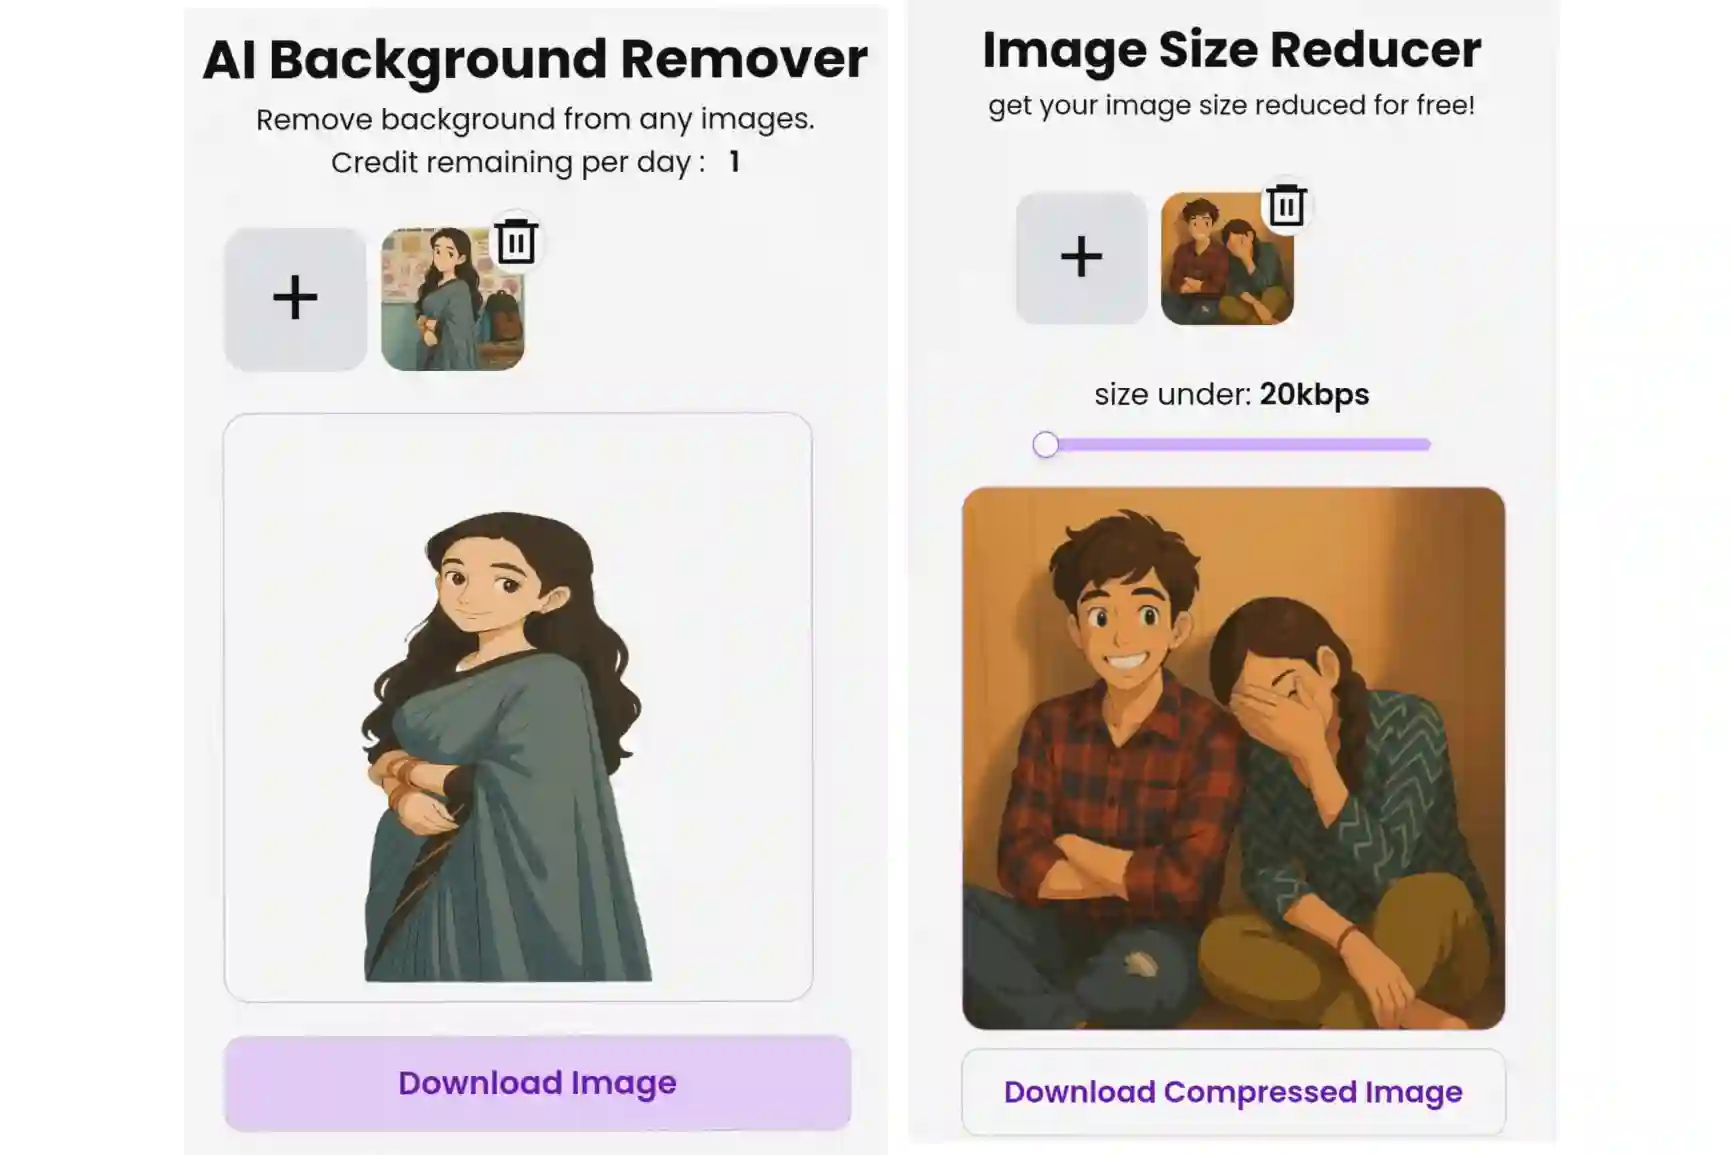 AI Background Remover
Remove background from any images.
Credit remaining per day : 1
Download Image
Image Size Reducer
get your image size reduced for free!
size under: 20kbps
Download Compressed Image